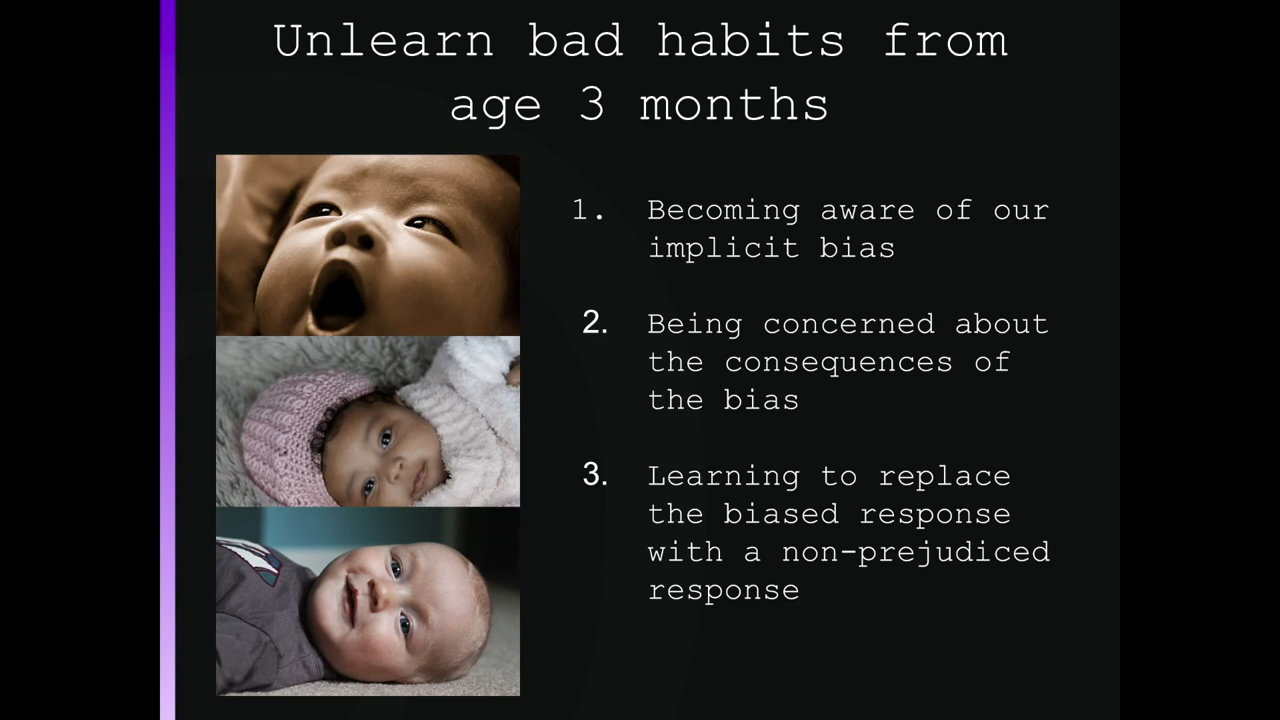 Unlearn bad habits from
age 3 months
1. Becoming aware of our
implicit bias
2. Being concerned about
the consequences of
the bias
3. Learning to replace
the biased response
with a non-prejudiced
response